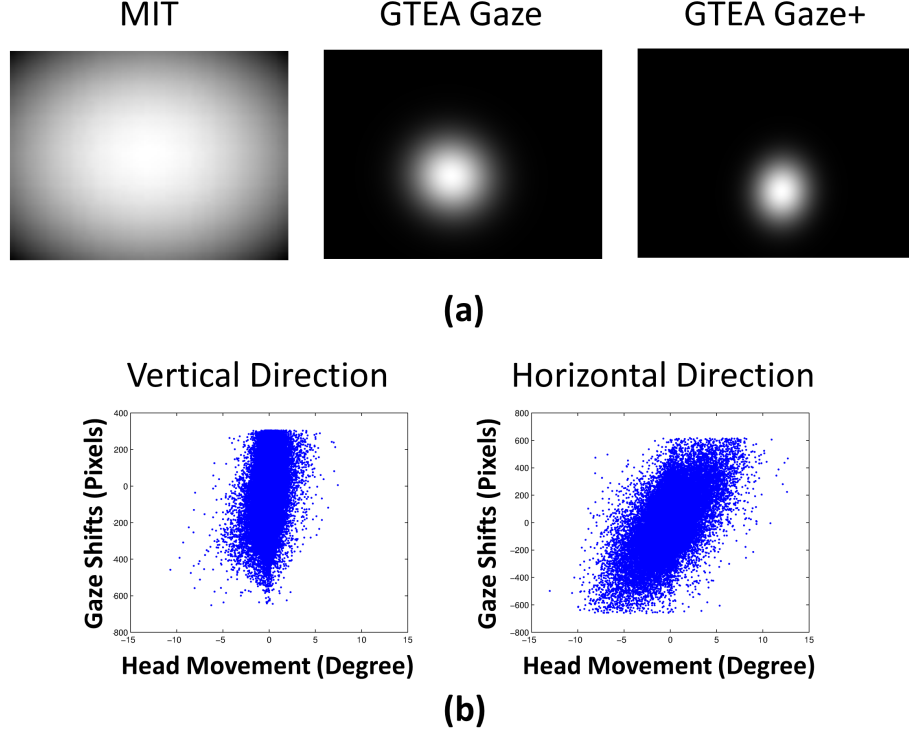 MIT
GTEA Gaze
GTEA Gaze+
(a)
Vertical Direction
Gaze Shifts (Pixels)
400
200
0
200
400
600
800
−15
−10
−5
0
5
10
15
Head Movement (Degree)
Horizontal Direction
Gaze Shifts (Pixels)
800
600
400
200
0
−200
−400
−600
−800
−15
−10
−5
0
5
10
15
Head Movement (Degree)
(b)